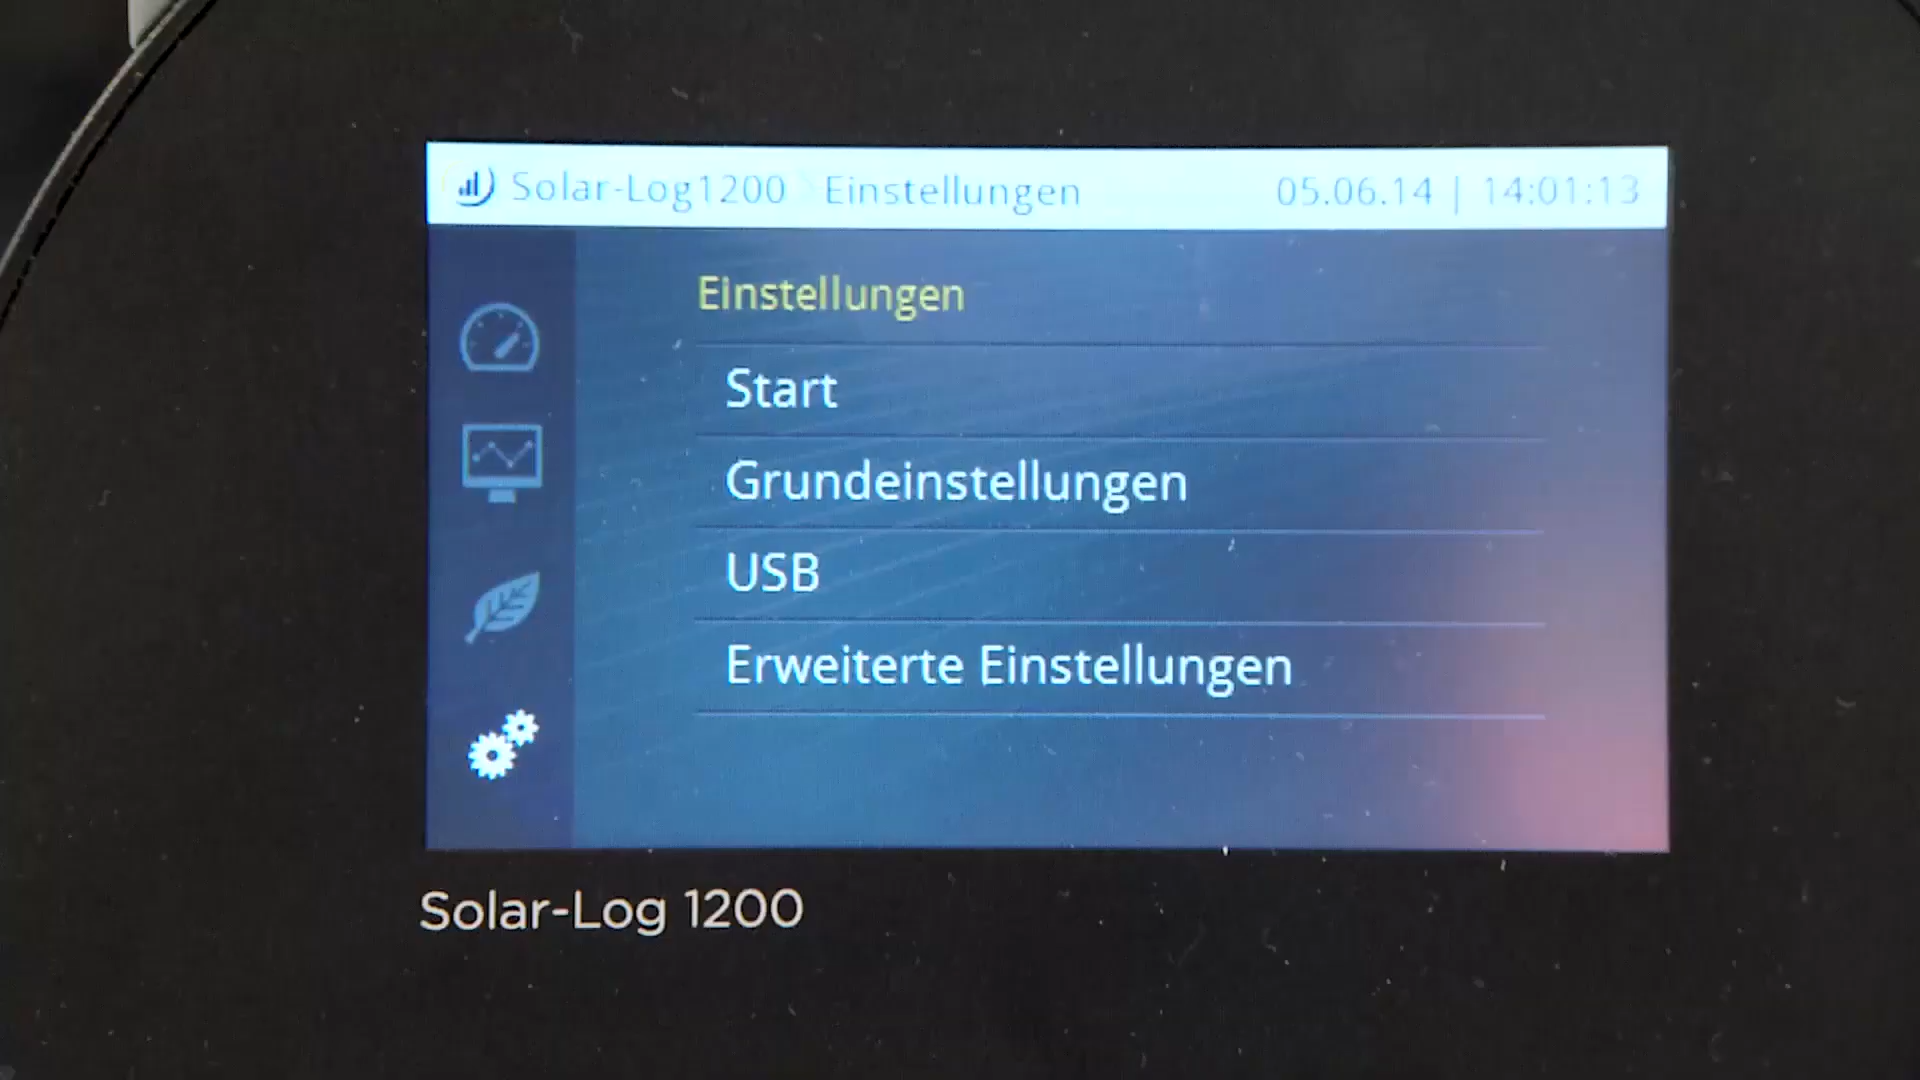 Solar-Log1200 Einstellungen 05.06.14 | 14:01:13
Einstellungen
Start
Grundeinstellungen
USB
Erweiterte Einstellungen
Solar-Log 1200